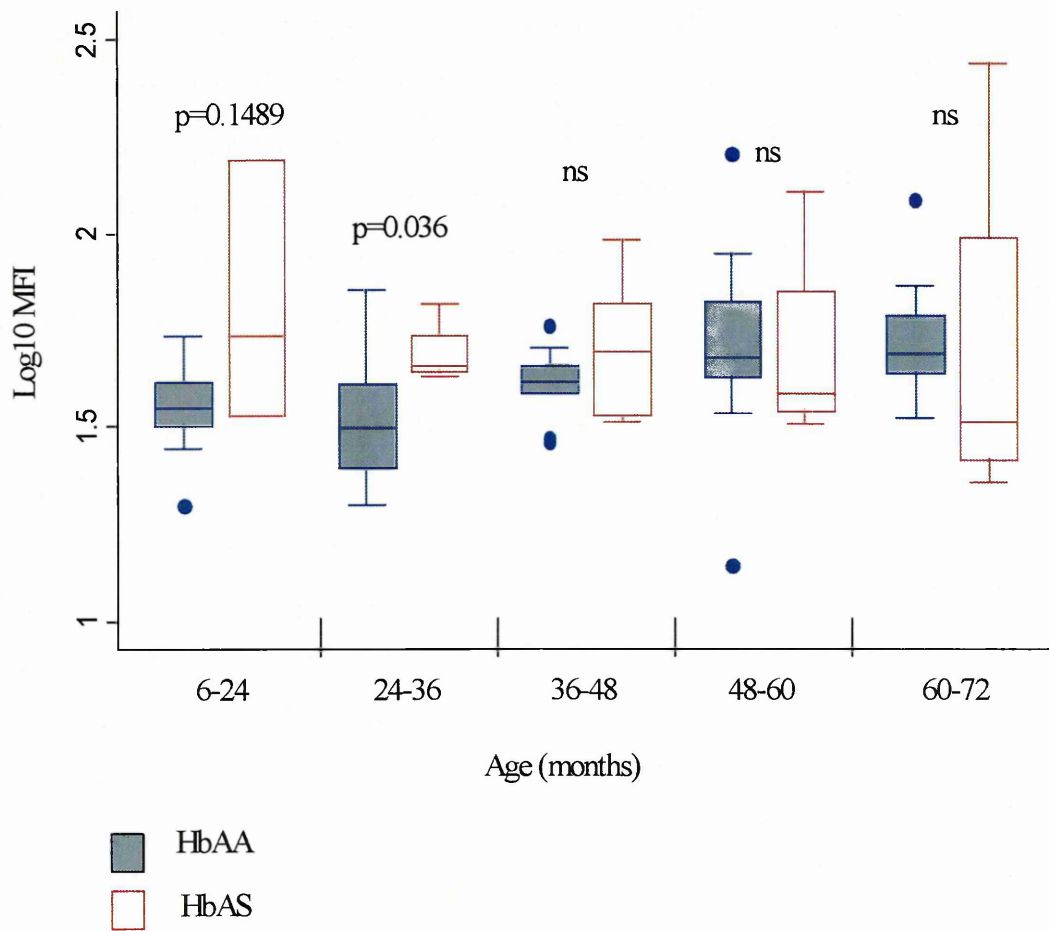 2.5
p=0.1489
ns
ns
ns
2
p=0.036
Log10 MFI
1.5
1
6-24
24-36
36-48
48-60
60-72
Age (months)
HbAA
HbAS